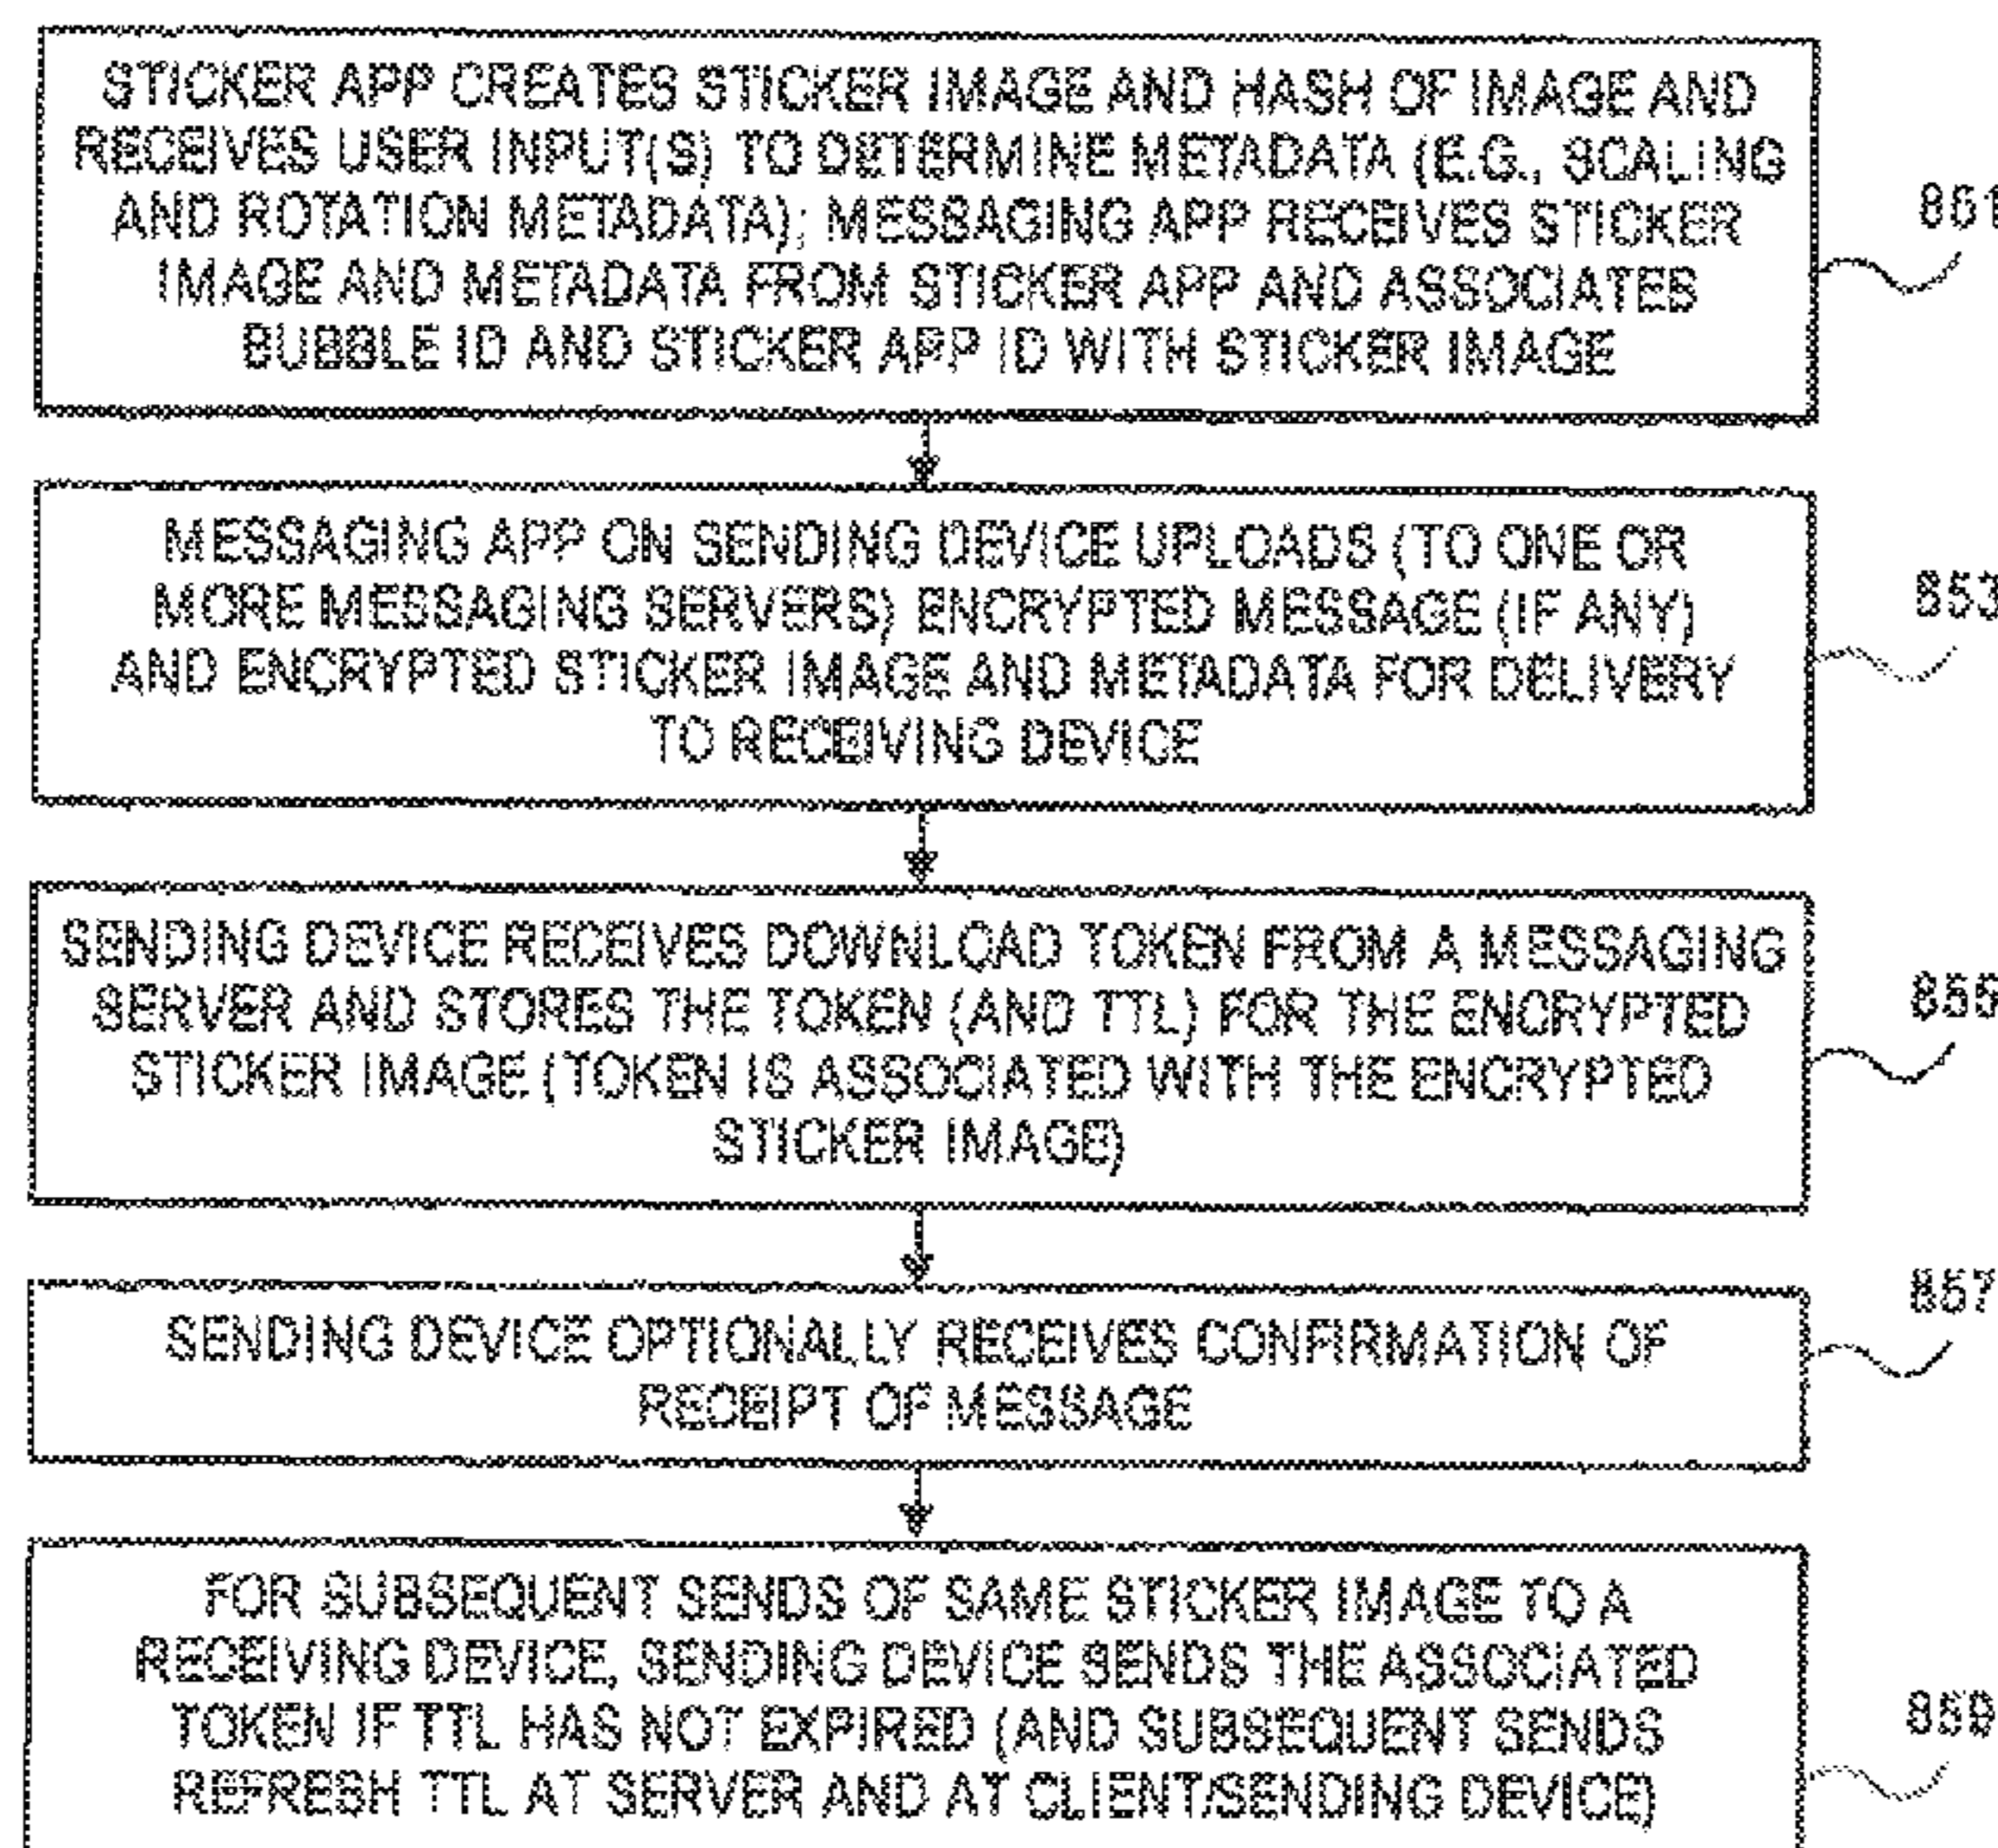 STICKER APP CREATES STICKER IMAGE AND HASH OF IMAGE AND
RECEIVES USER INPUT(S) TO DETERMINE METADATA (E.G., SCALING
AND ROTATION METADATA); MESSAGING APP RECEIVES STICKER
IMAGE AND METADATA FROM STICKER APP AND ASSOCIATES
BUBBLE ID AND STICKER APP ID WITH STICKER IMAGE
851
MESSAGING APP ON SENDING DEVICE UPLOADS (TO ONE OR
MORE MESSAGING SERVERS) ENCRYPTED MESSAGE (IF ANY)
AND ENCRYPTED STICKER IMAGE AND METADATA FOR DELIVERY
TO RECEIVING DEVICE
853
SENDING DEVICE RECEIVES DOWNLOAD TOKEN FROM A MESSAGING
SERVER AND STORES THE TOKEN (AND TTL) FOR THE ENCRYPTED
STICKER IMAGE (TOKEN IS ASSOCIATED WITH THE ENCRYPTED
STICKER IMAGE)
855
SENDING DEVICE OPTIONALLY RECEIVES CONFIRMATION OF
RECEIPT OF MESSAGE
857
FOR SUBSEQUENT SENDS OF SAME STICKER IMAGE TO A
RECEIVING DEVICE, SENDING DEVICE SENDS THE ASSOCIATED
TOKEN IF TTL HAS NOT EXPIRED (AND SUBSEQUENT SENDS
REFRESH TTL AT SERVER AND AT CLIENT/SENDING DEVICE)
859